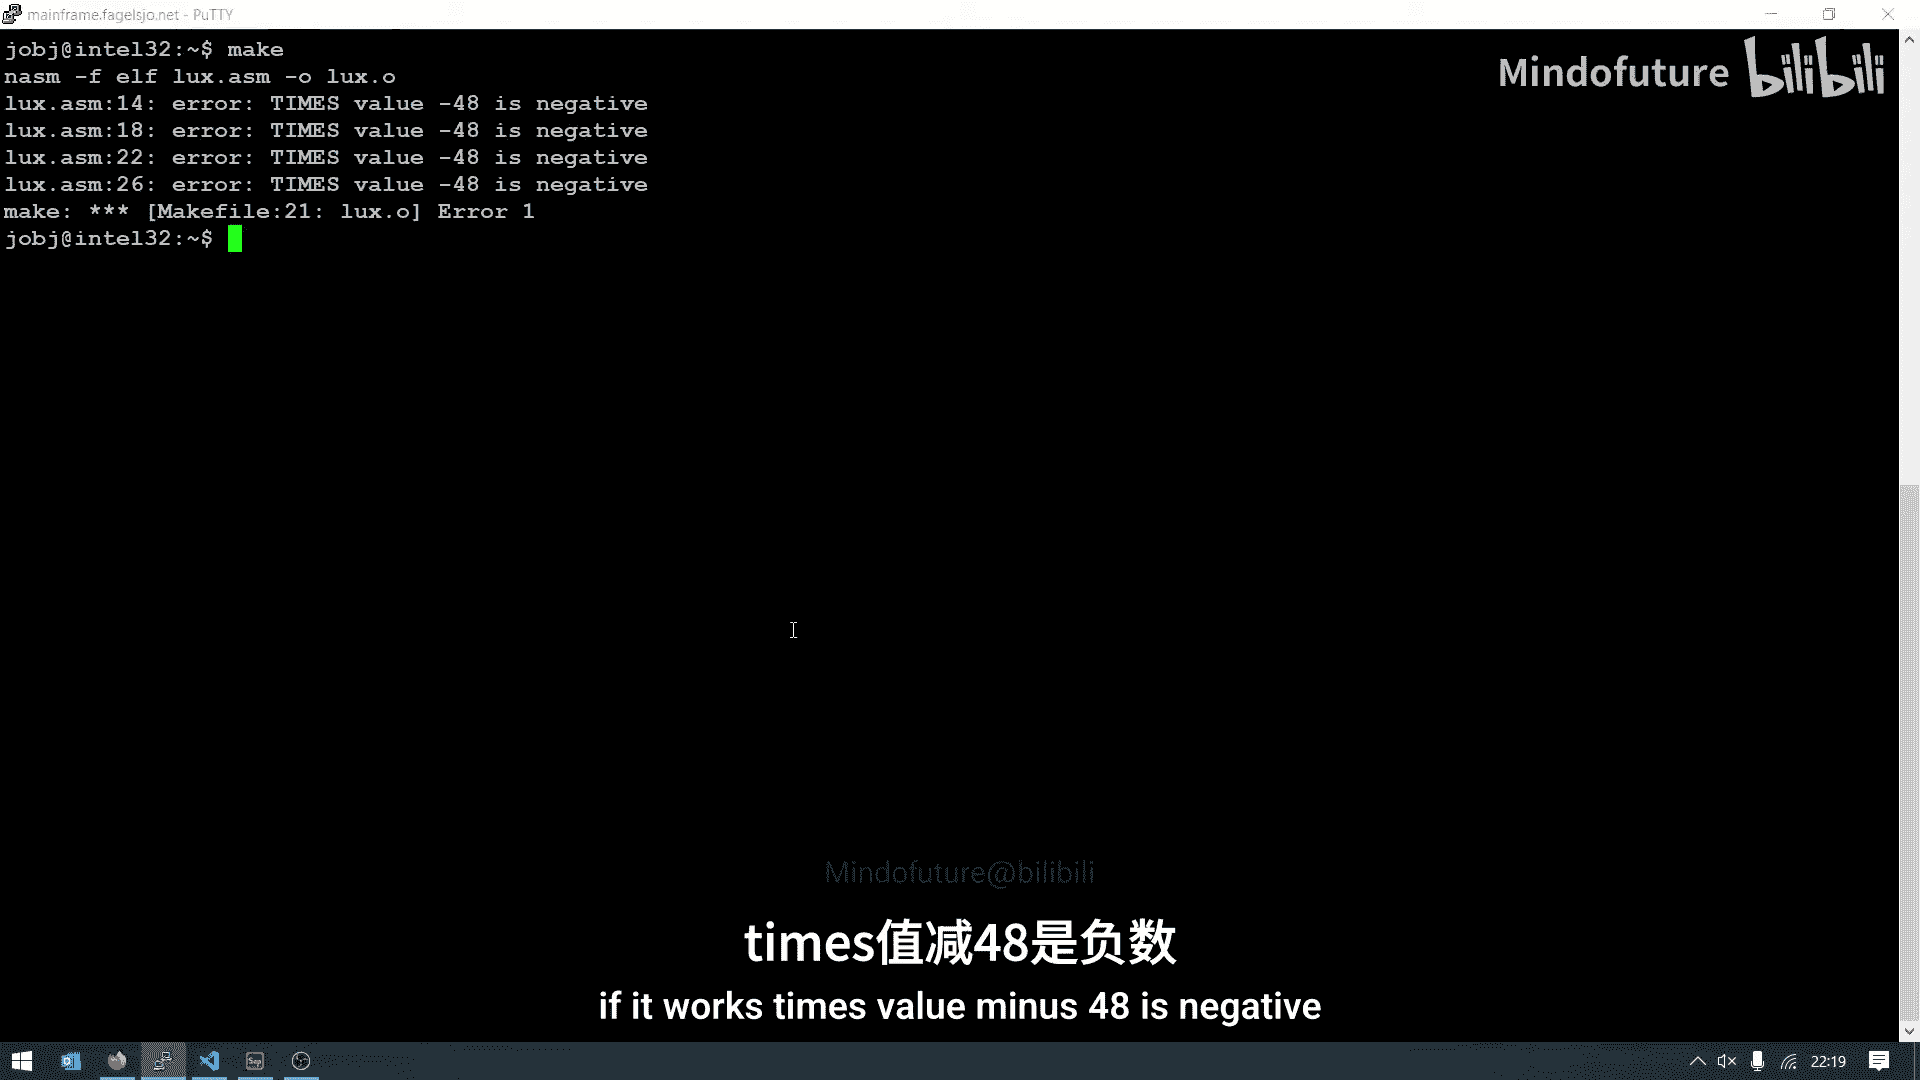 mainframe.fagelsjo.net - PuTTY
jobj@intel32:~$ make
nasm -f elf lux.asm -o lux.o
lux.asm:14: error: TIMES value -48 is negative
lux.asm:18: error: TIMES value -48 is negative
lux.asm:22: error: TIMES value -48 is negative
lux.asm:26: error: TIMES value -48 is negative
make: *** [Makefile:21: lux.o] Error 1
jobj@intel32:~$
Mindofuture bilibili
Mindofuture@bilibili
times值减48是负数
if it works times value minus 48 is negative
22:19